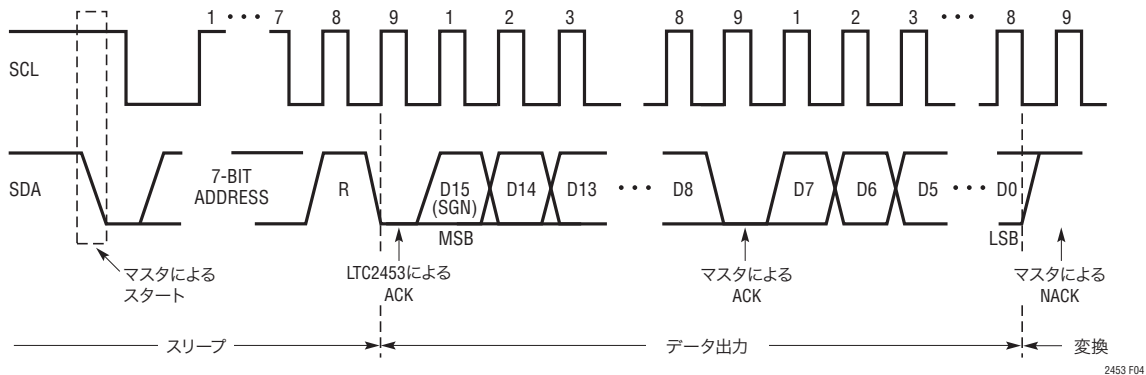 1 • • • 7 8 9 1 2 3 8 9 1 2 3 • • • 8 9
SCL
SDA
7-BIT
ADDRESS
R
D15
(SGN)
D14
D13
• • •
D8
D7
D6
D5
• • •
D0
MSB
LSB
マスタによる
スタート
LTC2453による
ACK
マスタによる
ACK
マスタによる
NACK
スリープ
データ出力
変換
2453 F04